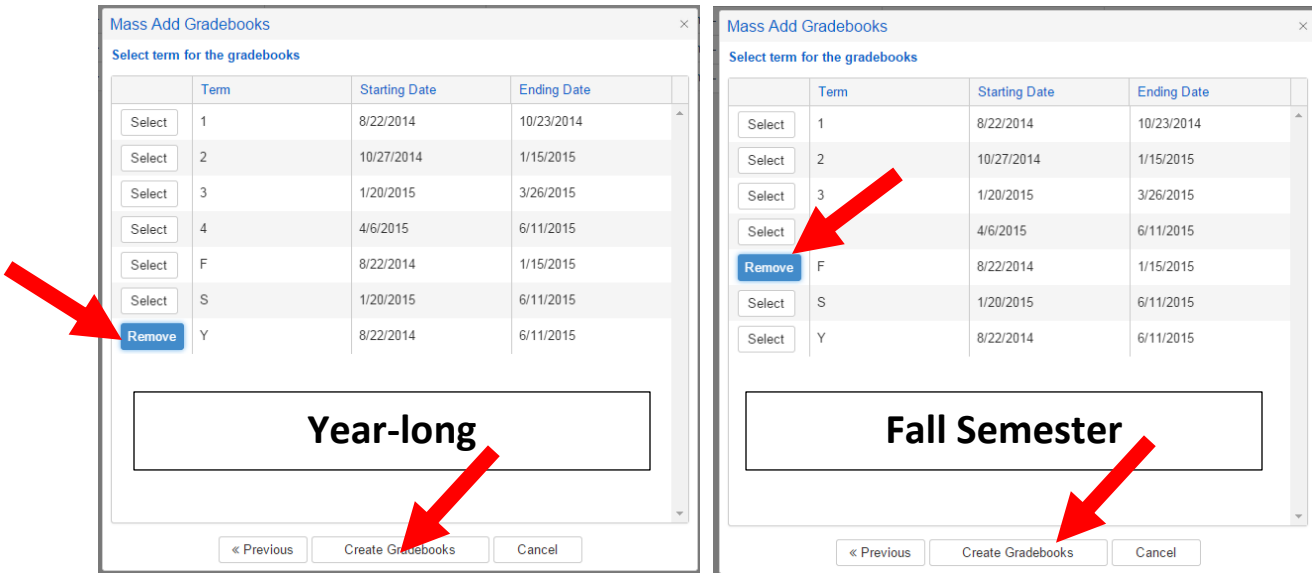 Mass Add Gradebooks ×
Select term for the gradebooks
Term Starting Date Ending Date
Select 1 8/22/2014 10/23/2014
Select 2 10/27/2014 1/15/2015
Select 3 1/20/2015 3/26/2015
Select 4 4/6/2015 6/11/2015
Select F 8/22/2014 1/15/2015
Select S 1/20/2015 6/11/2015
Remove Y 8/22/2014 6/11/2015
Year-long
« Previous Create Gradebooks Cancel
Mass Add Gradebooks ×
Select term for the gradebooks
Term Starting Date Ending Date
Select 1 8/22/2014 10/23/2014
Select 2 10/27/2014 1/15/2015
Select 3 1/20/2015 3/26/2015
Select 4/6/2015 6/11/2015
Remove F 8/22/2014 1/15/2015
Select S 1/20/2015 6/11/2015
Select Y 8/22/2014 6/11/2015
Fall Semester
« Previous Create Gradebooks Cancel